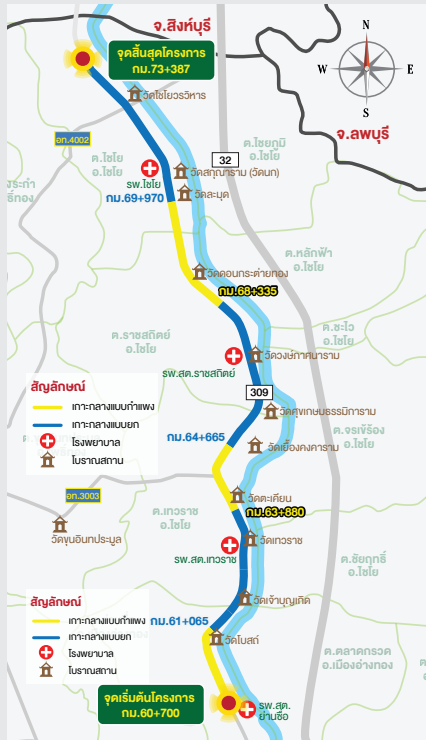 จ.สิงห์บุรี
จุดสิ้นสุดโครงการ
กม.73+387
N
W
E
S
จ.ลพบุรี
วัดไชโยวรวิหาร
อท.4002
ต.ไชยภูมิ
อ.ไชโย
32
ต.ไชโย
อ.ไชโย
วัดสกุณาราม (วัดนก)
รพ.ไชโย
กม.69+970
วัดละมุด
ต.หลักฟ้า
อ.ไชโย
วัดดอนกระต่ายทอง
กม.68+335
ต.ชะไว
อ.ไชโย
ต.ราชสถิตย์
อ.ไชโย
วัดวงษ์ภาศนาราม
รพ.สต.ราชสถิตย์
สัญลักษณ์
เกาะกลางแบบกำแพง
เกาะกลางแบบยก
โรงพยาบาล
โบราณสถาน
309
วัดสุขเกษมธรรมิการาม
กม.64+665
ต.จรเข้ร้อง
อ.ไชโย
วัดเยื้องคงคาราม
อท.3003
วัดตะเคียน
กม.63+880
ต.เทวราช
อ.ไชโย
วัดขุนอินทประมูล
วัดเทวราช
รพ.สต.เทวราช
ต.ชัยฤทธิ์
อ.ไชโย
สัญลักษณ์
เกาะกลางแบบกำแพง
เกาะกลางแบบยก
โรงพยาบาล
โบราณสถาน
วัดเจ้าบุญเกิด
กม.61+065
วัดโบสถ์
ต.ตลาดกรวด
อ.เมืองอ่างทอง
จุดเริ่มต้นโครงการ
กม.60+700
รพ.สต.
ย่านซื่อ